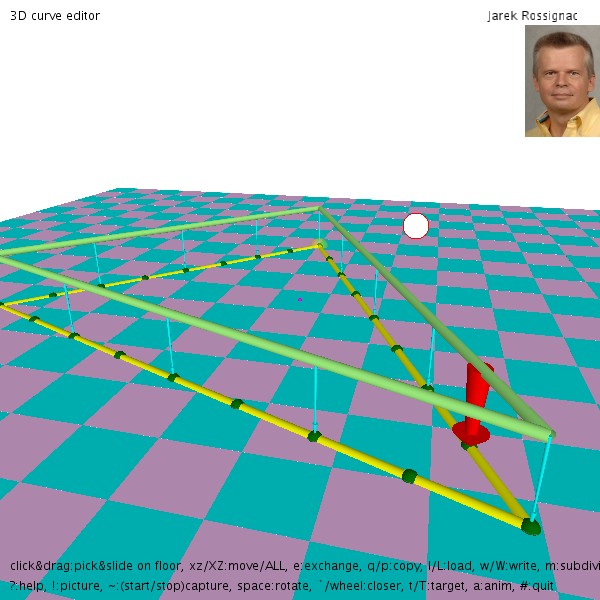 3D curve editor
Jarek Rossignac
click&drag:pick&slide on floor, xz/XZ:move/ALL, e:exchange, q/p:copy, l/L:load, w/W:write, m:subdivi
?:help, !:picture, ~:(start/stop)capture, space:rotate, `/wheel:closer, t/T:target, a:anim, #:quit